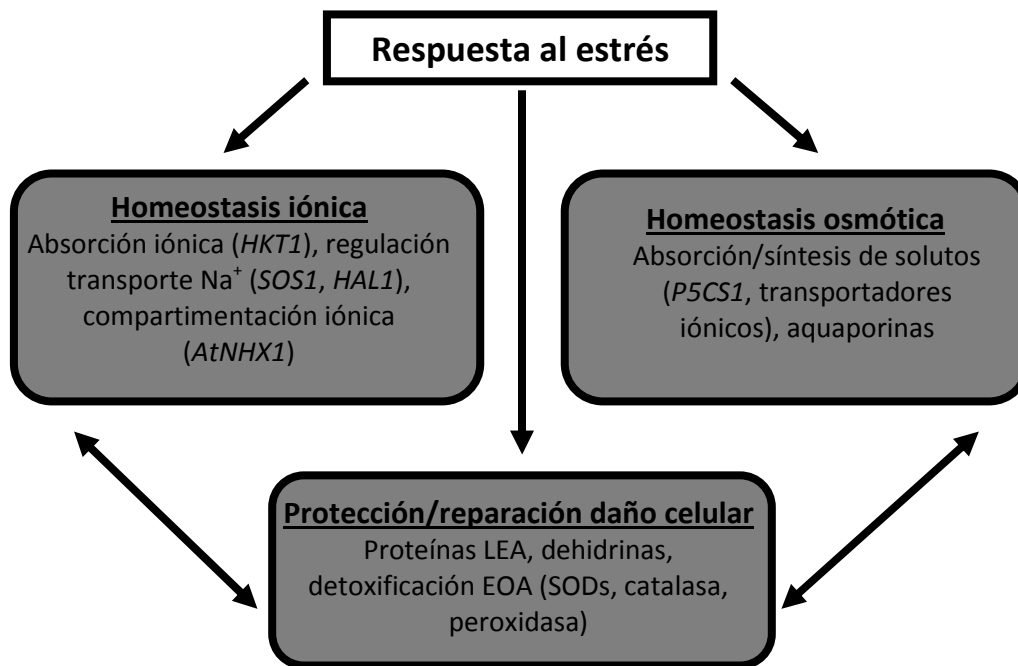 Respuesta al estrés
Homeostasis iónica
Absorción iónica (HKT1), regulación
transporte Na⁺ (SOS1, HAL1),
compartimentación iónica
(AtNHX1)
Homeostasis osmótica
Absorción/síntesis de solutos
(P5CS1, transportadores
iónicos), aquaporinas
Protección/reparación daño celular
Proteínas LEA, dehidrinas,
detoxificación EOA (SODs, catalasa,
peroxidasa)